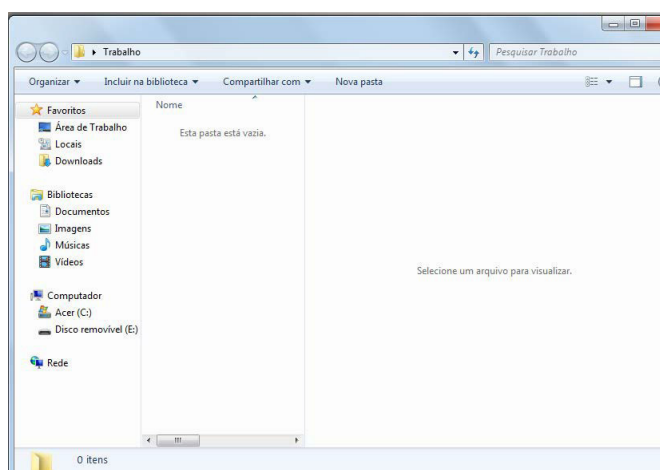 Trabalho
Pesquisar Trabalho
Organizar Incluir na biblioteca Compartilhar com Nova pasta
Favoritos
Área de Trabalho
Locais
Downloads
Bibliotecas
Documentos
Imagens
Músicas
Vídeos
Computador
Acer (C:)
Disco removível (E:)
Rede
Nome
Esta pasta está vazia.
Selecione um arquivo para visualizar.
0 itens